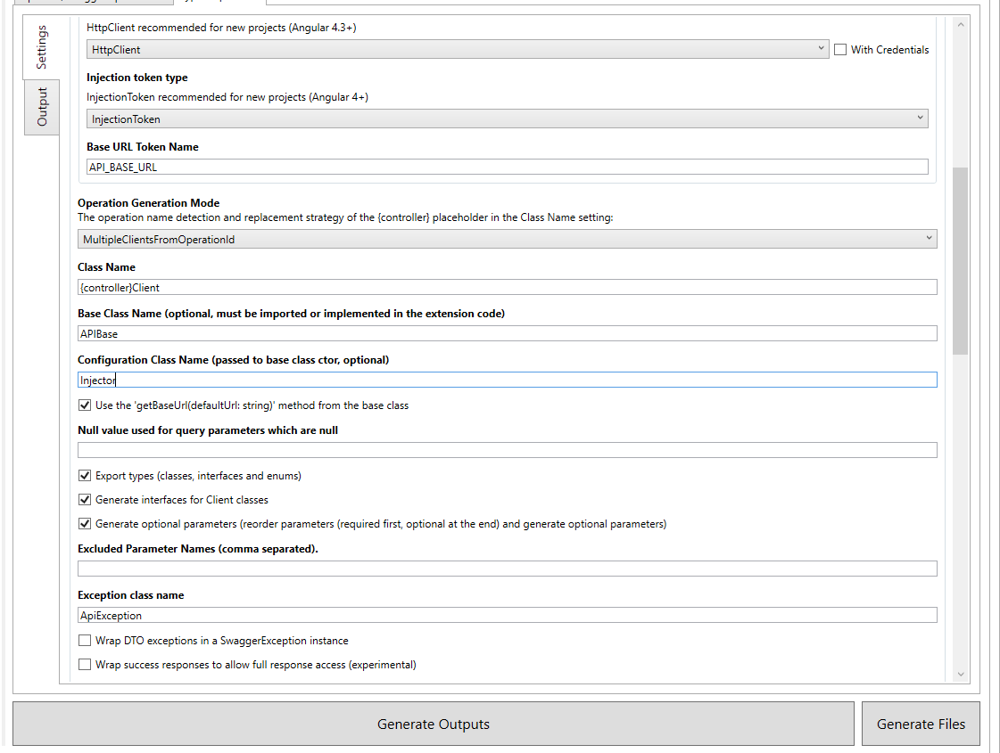 HttpClient recommended for new projects (Angular 4.3+)
HttpClient
With Credentials
Settings
Injection token type
InjectionToken recommended for new projects (Angular 4+)
Output
InjectionToken
Base URL Token Name
API_BASE_URL
Operation Generation Mode
The operation name detection and replacement strategy of the {controller} placeholder in the Class Name setting:
MultipleClientsFromOperationId
Class Name
{controller}Client
Base Class Name (optional, must be imported or implemented in the extension code)
APIBase
Configuration Class Name (passed to base class ctor, optional)
Injector
Use the 'getBaseUrl(defaultUrl: string)' method from the base class
Null value used for query parameters which are null
Export types (classes, interfaces and enums)
Generate interfaces for Client classes
Generate optional parameters (reorder parameters (required first, optional at the end) and generate optional parameters)
Excluded Parameter Names (comma separated).
Exception class name
ApiException
Wrap DTO exceptions in a SwaggerException instance
Wrap success responses to allow full response access (experimental)
Generate Outputs
Generate Files